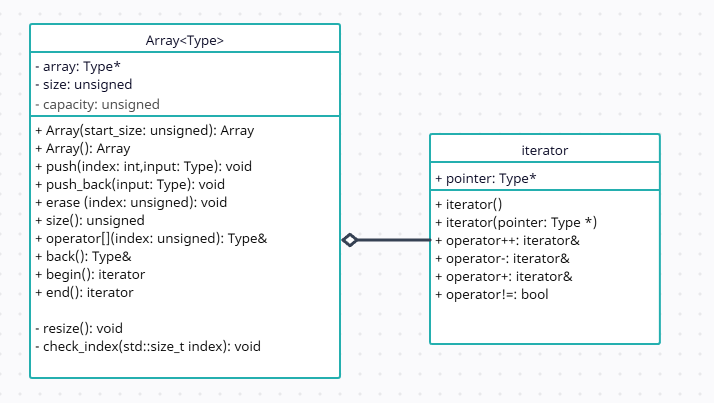 Array<Type>
- array: Type*
- size: unsigned
- capacity: unsigned
+ Array(start_size: unsigned): Array
+ Array(): Array
+ push(index: int,input: Type): void
+ push_back(input: Type): void
+ erase (index: unsigned): void
+ size(): unsigned
+ operator[](index: unsigned): Type&
+ back(): Type&
+ begin(): iterator
+ end(): iterator
- resize(): void
- check_index(std::size_t index): void
iterator
+ pointer: Type*
+ iterator()
+ iterator(pointer: Type *)
+ operator++: iterator&
+ operator-: iterator&
+ operator+: iterator&
+ operator!=: bool